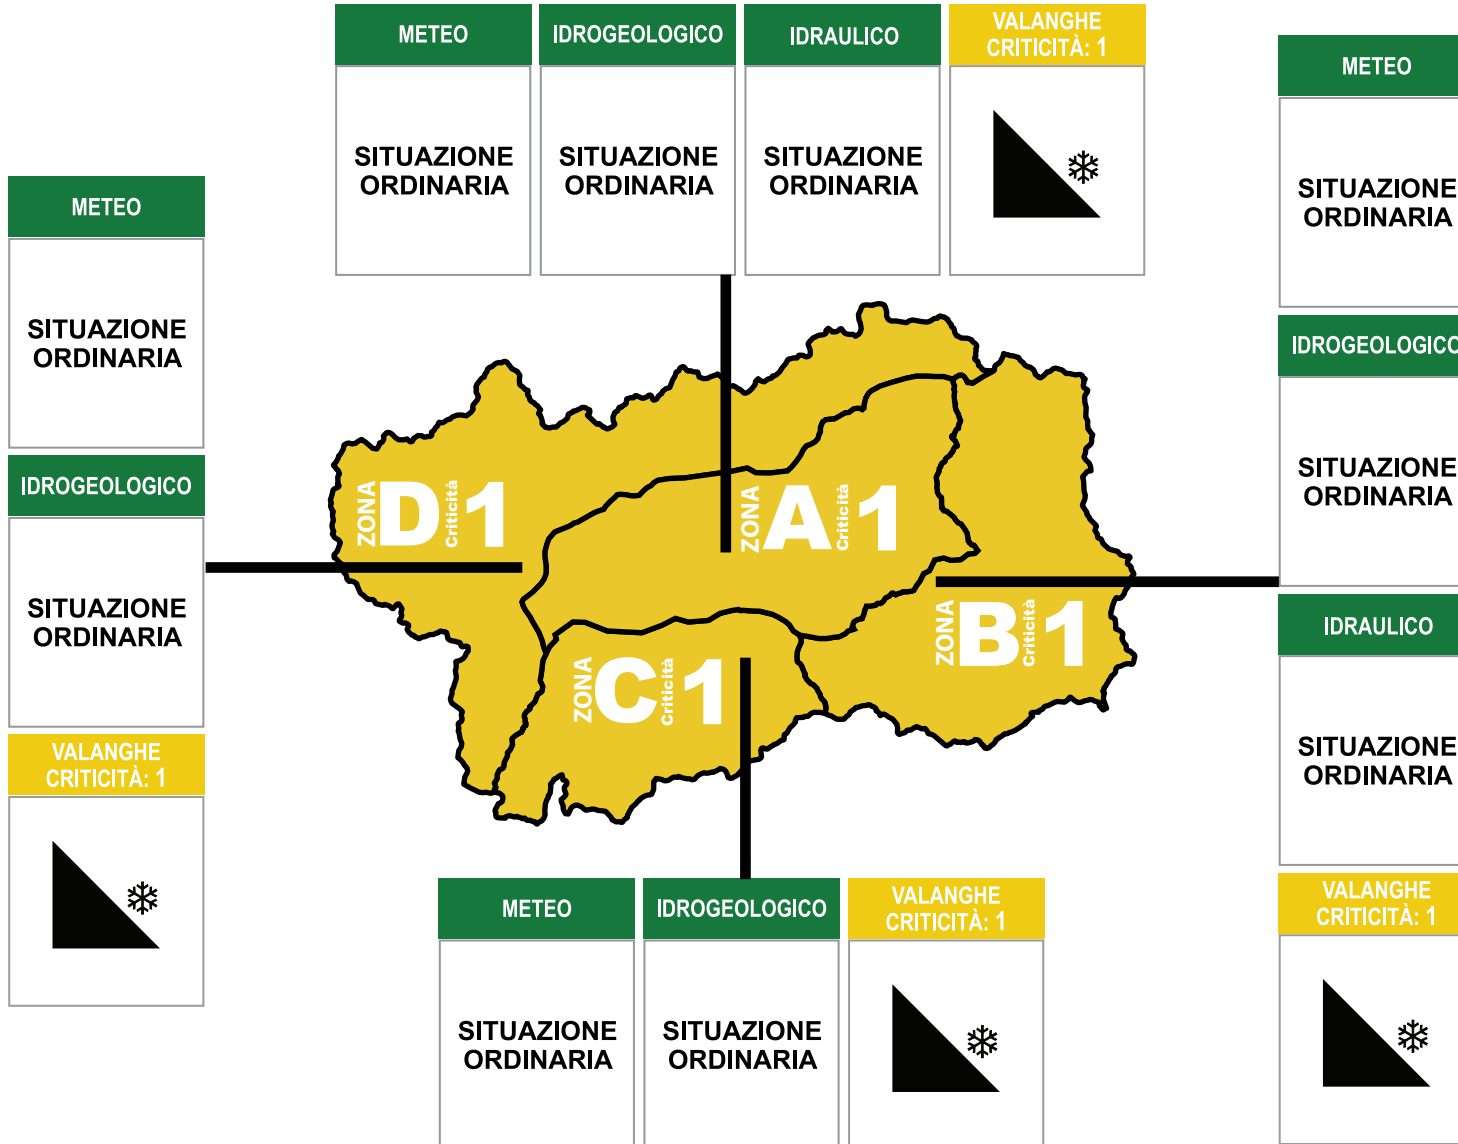 METEO
SITUAZIONE
ORDINARIA
IDROGEOLOGICO
SITUAZIONE
ORDINARIA
IDRAULICO
SITUAZIONE
ORDINARIA
VALANGHE
CRITICITÀ: 1
METEO
SITUAZIONE
ORDINARIA
IDROGEOLOGICO
SITUAZIONE
ORDINARIA
VALANGHE
CRITICITÀ: 1
ZONA D Criticità 1
ZONA A Criticità 1
ZONA B Criticità 1
ZONA C Criticità 1
METEO
SITUAZIONE
ORDINARIA
IDROGEOLOGICO
SITUAZIONE
ORDINARIA
IDRAULICO
SITUAZIONE
ORDINARIA
VALANGHE
CRITICITÀ: 1
METEO
SITUAZIONE
ORDINARIA
IDROGEOLOGICO
SITUAZIONE
ORDINARIA
VALANGHE
CRITICITÀ: 1